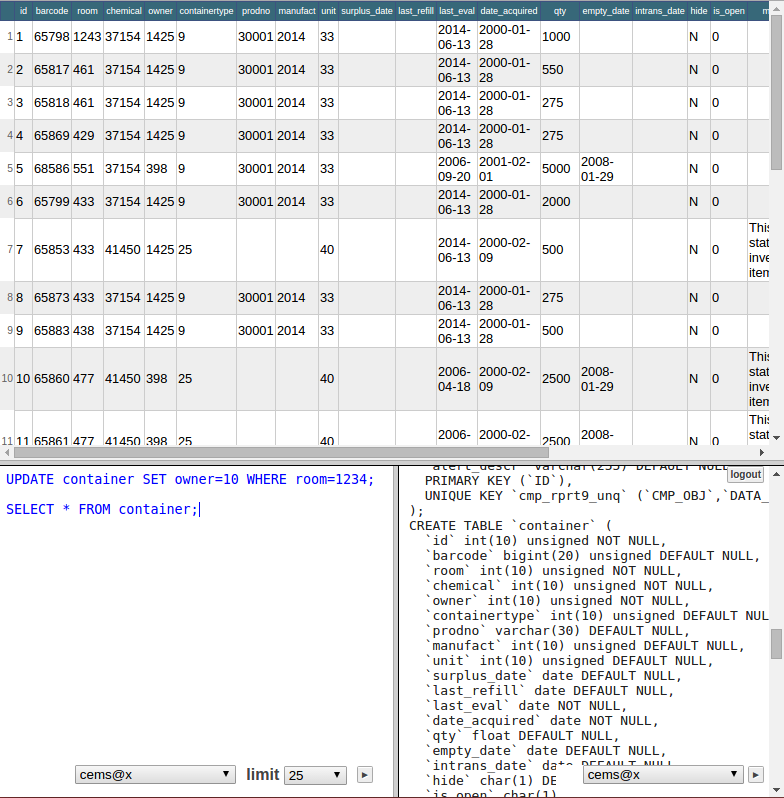 id barcode room chemical owner containertype prodno manufact unit surplus_date last_refill last_eval date_acquired qty empty_date intrans_date hide is_open
1 1 65798 1243 37154 1425 9 30001 2014 33 2014-06-13 2000-01-28 1000 N 0
2 2 65817 461 37154 1425 9 30001 2014 33 2014-06-13 2000-01-28 550 N 0
3 3 65818 461 37154 1425 9 30001 2014 33 2014-06-13 2000-01-28 275 N 0
4 4 65869 429 37154 1425 9 30001 2014 33 2014-06-13 2000-01-28 275 N 0
5 5 68586 551 37154 398 9 30001 2014 33 2006-09-20 2001-02-01 5000 2008-01-29 N 0
6 6 65799 433 37154 1425 9 30001 2014 33 2014-06-13 2000-01-28 2000 N 0
7 7 65853 433 41450 1425 25 40 2014-06-13 2000-02-09 500 N 0 This stat inve item
8 8 65873 433 37154 1425 9 30001 2014 33 2014-06-13 2000-01-28 275 N 0
9 9 65883 438 37154 1425 9 30001 2014 33 2014-06-13 2000-01-28 500 N 0
10 10 65860 477 41450 398 25 40 2006-04-18 2000-02-09 2500 2008-01-29 N 0 This stat inve item
11 11 65861 477 41450 398 25 40 2006- 2000-02- 2500 2008- N 0 This stat
UPDATE container SET owner=10 WHERE room=1234;
SELECT * FROM container;
cems@x limit 25
logout
`alert_descr` varchar(255) DEFAULT NULL
PRIMARY KEY (`ID`),
UNIQUE KEY `cmp_rprt9_unq` (`CMP_OBJ`,`DATA_
);
CREATE TABLE `container` (
`id` int(10) unsigned NOT NULL,
`barcode` bigint(20) unsigned DEFAULT NULL,
`room` int(10) unsigned NOT NULL,
`chemical` int(10) unsigned NOT NULL,
`owner` int(10) unsigned NOT NULL,
`containertype` int(10) unsigned DEFAULT NUL
`prodno` varchar(30) DEFAULT NULL,
`manufact` int(10) unsigned DEFAULT NULL,
`unit` int(10) unsigned DEFAULT NULL,
`surplus_date` date DEFAULT NULL,
`last_refill` date DEFAULT NULL,
`last_eval` date NOT NULL,
`date_acquired` date NOT NULL,
`qty` float DEFAULT NULL,
`empty_date` date DEFAULT NULL,
`intrans_date` date DEFAULT NULL,
`hide` char(1) DE
`is_open` char(1)
cems@x